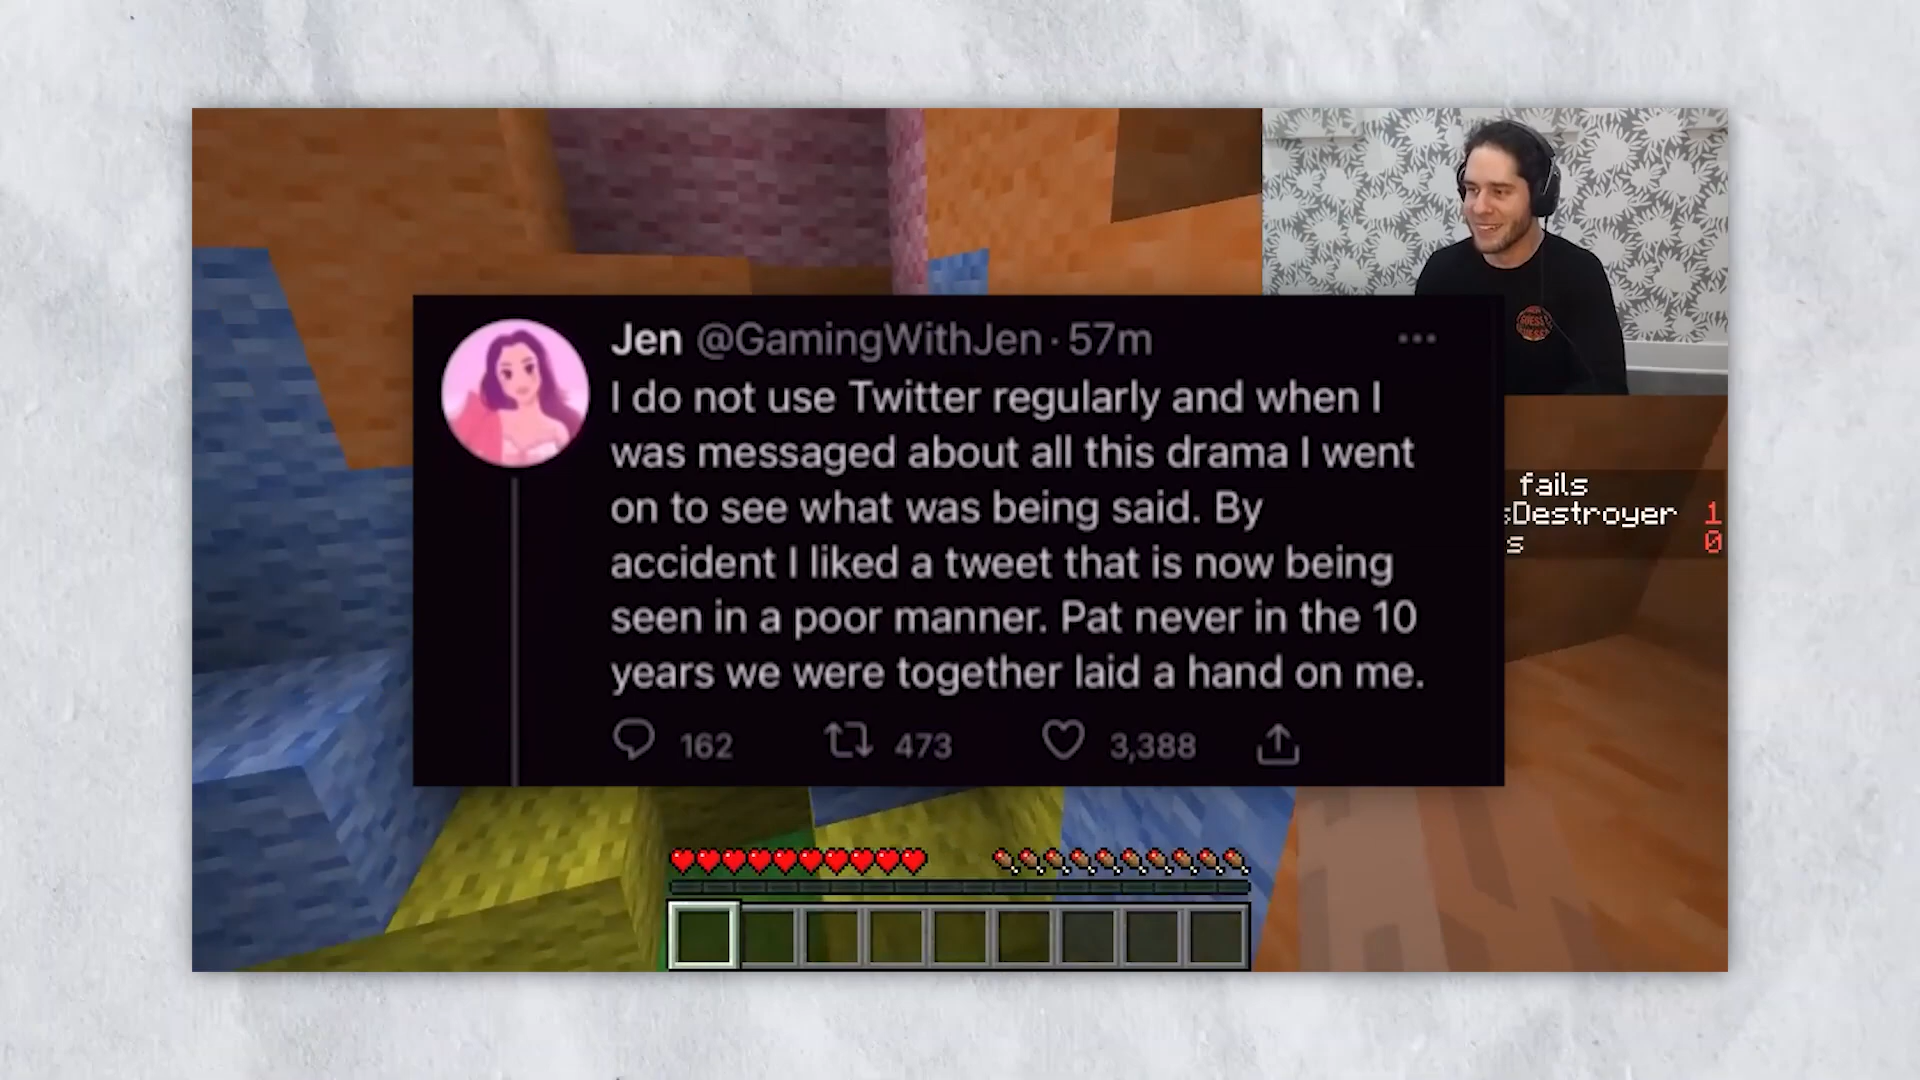 Jen @GamingWithJen · 57m
I do not use Twitter regularly and when I
was messaged about all this drama I went
on to see what was being said. By
accident I liked a tweet that is now being
seen in a poor manner. Pat never in the 10
years we were together laid a hand on me.
162 473 3,388
fails
sDestroyer 1
s 0